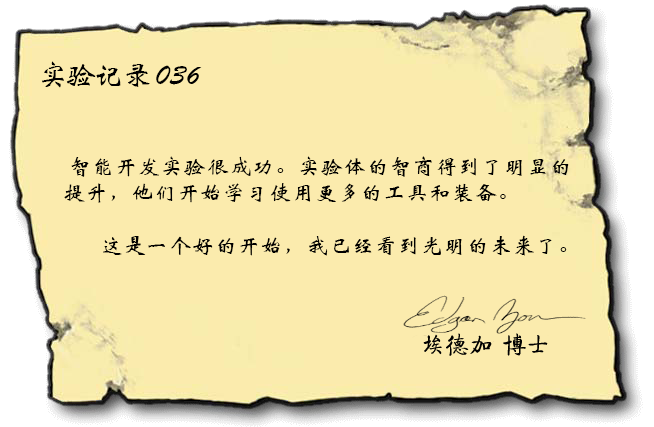 实验记录036
智能开发实验很成功。实验体的智商得到了明显的
提升，他们开始学习使用更多的工具和装备。
这是一个好的开始，我已经看到光明的未来了。
Edgar
埃德加 博士